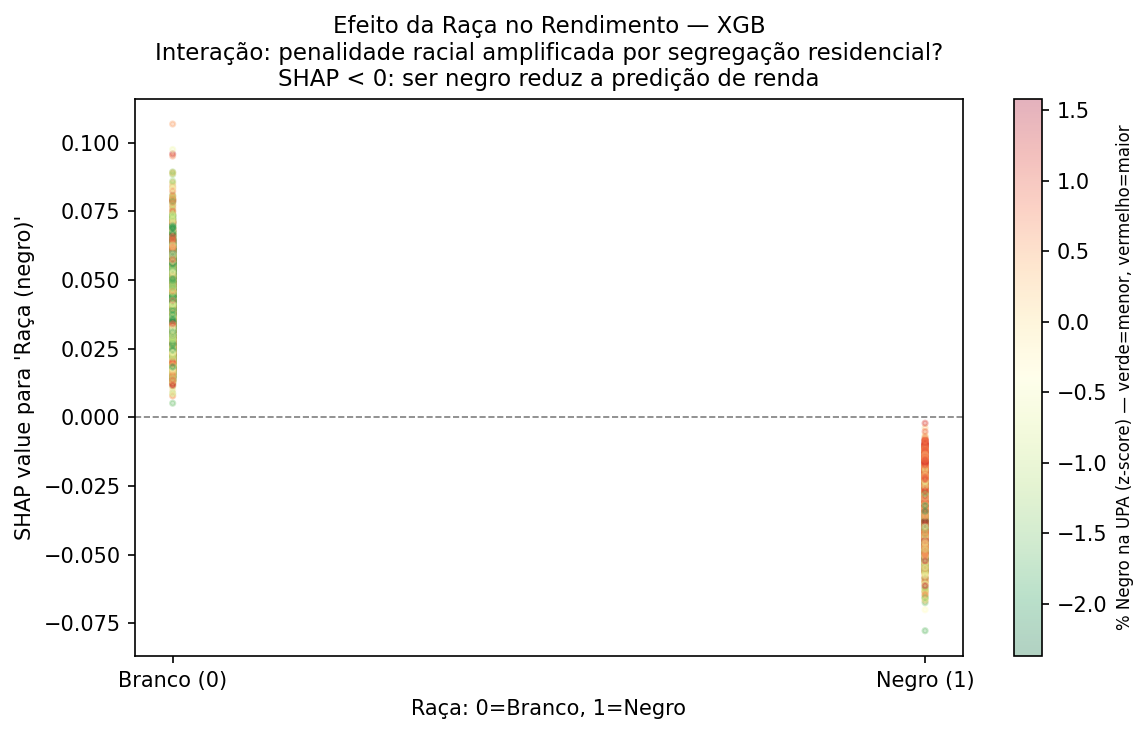 Efeito da Raça no Rendimento — XGB
Interação: penalidade racial amplificada por segregação residencial?
SHAP < 0: ser negro reduz a predição de renda
SHAP value para 'Raça (negro)'
0.100
0.075
0.050
0.025
0.000
−0.025
−0.050
−0.075
Branco (0)
Negro (1)
Raça: 0=Branco, 1=Negro
1.5
1.0
0.5
0.0
−0.5
−1.0
−1.5
−2.0
% Negro na UPA (z-score) — verde=menor, vermelho=maior